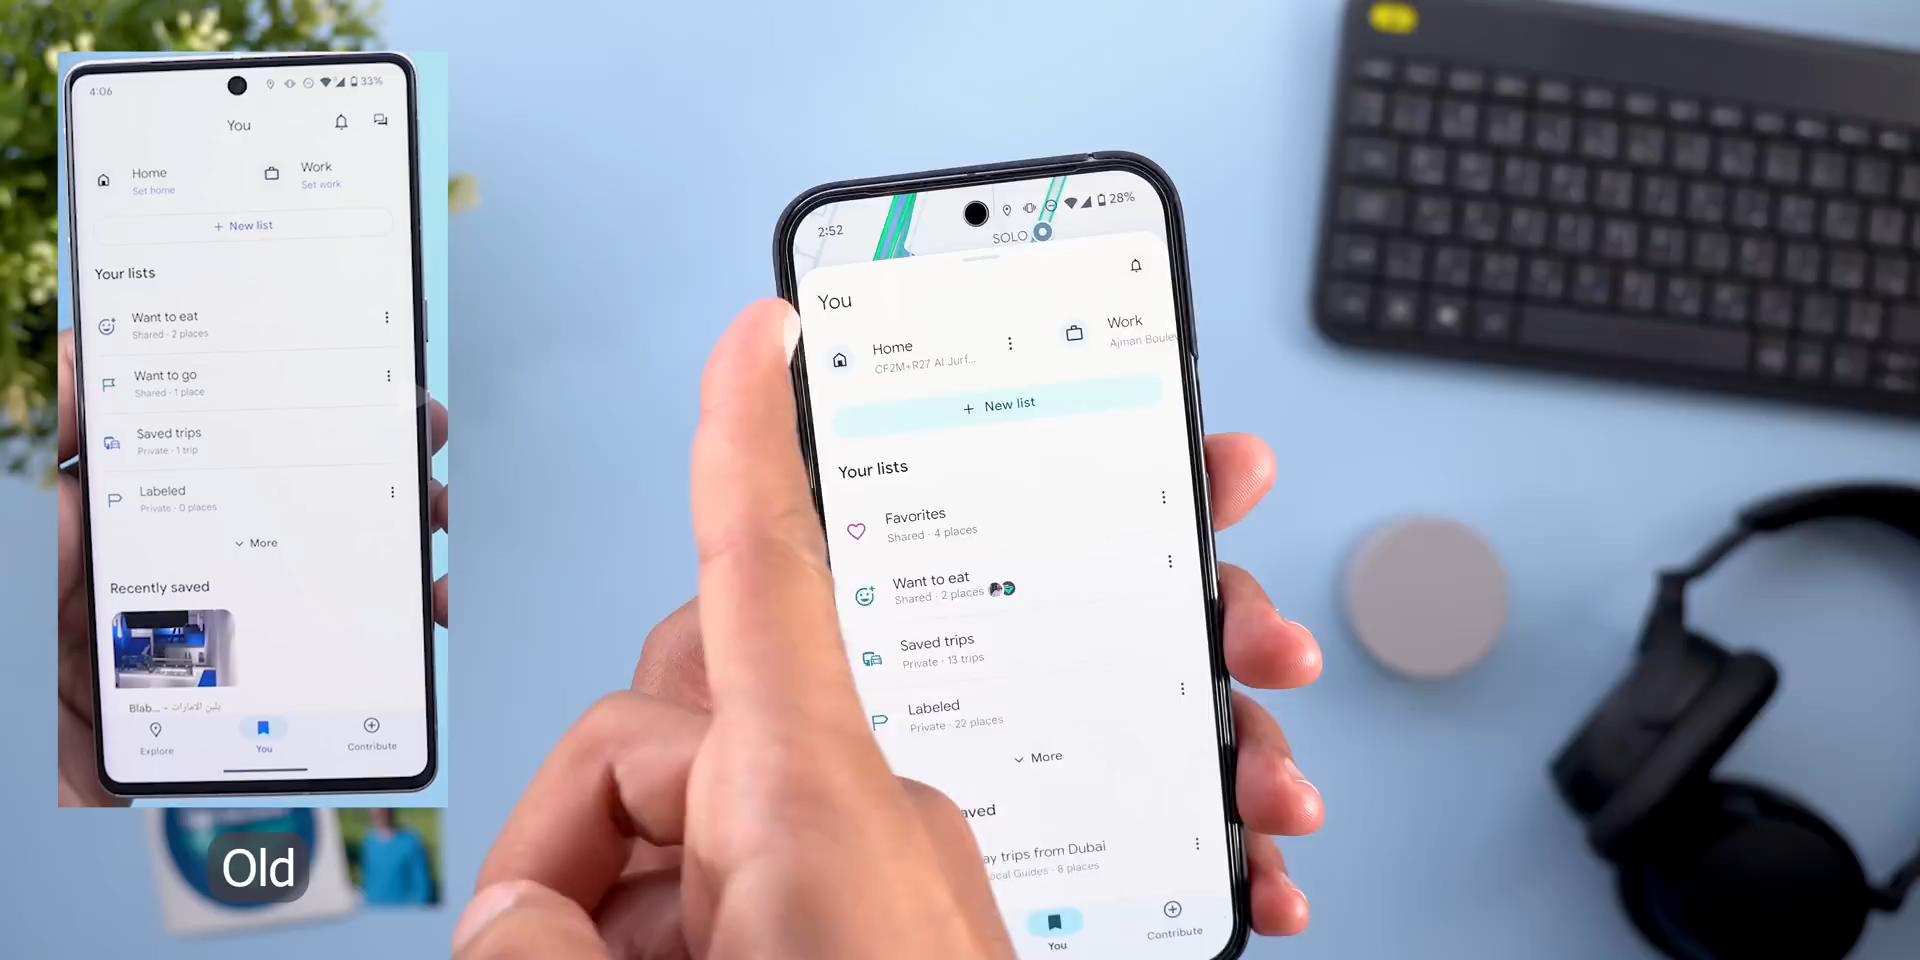 4:06
33%
You
Home
Set home
Work
Set work
+ New list
Your lists
Want to eat
Shared · 2 places
Want to go
Shared · 1 place
Saved trips
Private · 1 trip
Labeled
Private · 0 places
More
Recently saved
Blab... - بلين الامارات
Explore
You
Contribute
Old
2:52
28%
SOLO
You
Home
CF2M+R27 Al Jurf...
Work
Ajman Boulev
+ New list
Your lists
Favorites
Shared · 4 places
Want to eat
Shared · 2 places
Saved trips
Private · 13 trips
Labeled
Private · 22 places
More
aved
ay trips from Dubai
ocal Guides · 8 places
You
Contribute